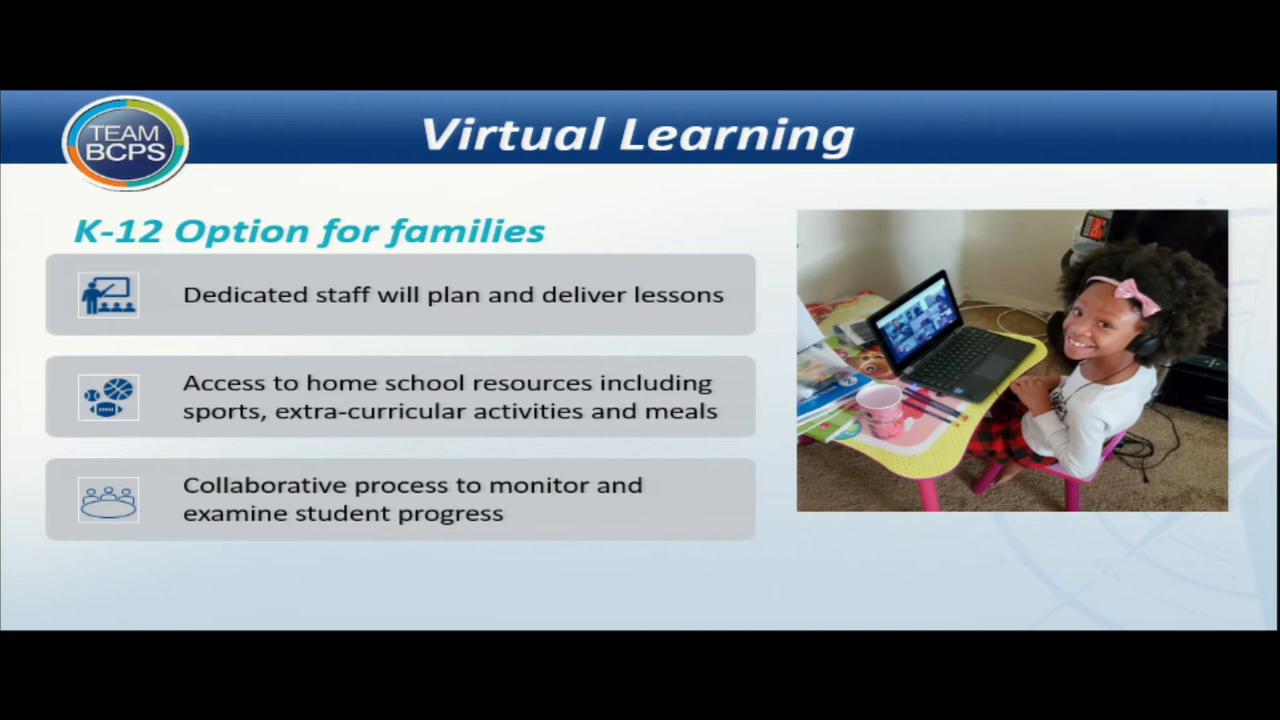 TEAM
BCPS
Virtual Learning
K-12 Option for families
Dedicated staff will plan and deliver lessons
Access to home school resources including
sports, extra-curricular activities and meals
Collaborative process to monitor and
examine student progress